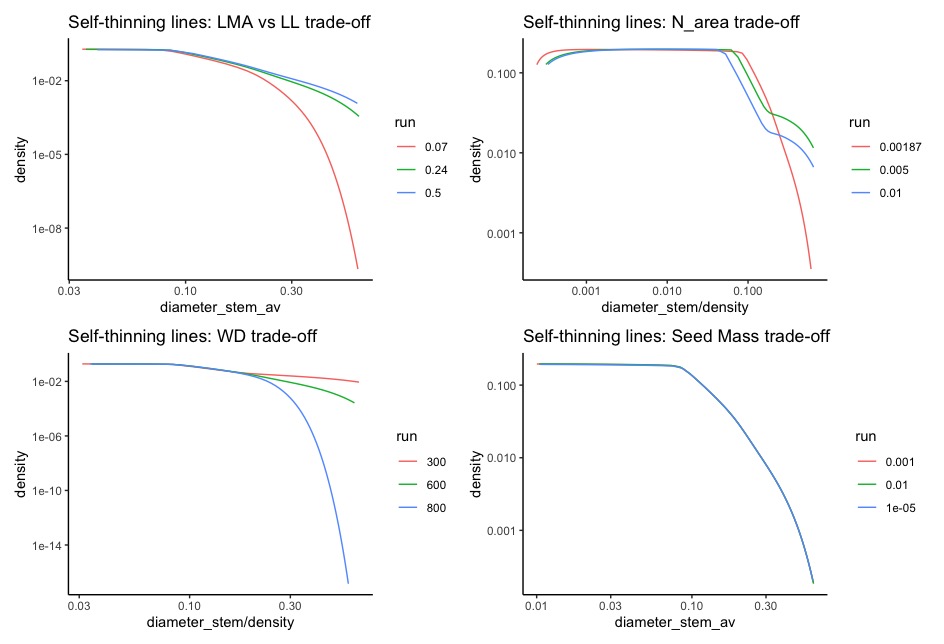 Self-thinning lines: LMA vs LL trade-off
1e-02
1e-05
1e-08
density
0.03 0.10 0.30
diameter_stem_av
run
0.07
0.24
0.5
Self-thinning lines: N_area trade-off
0.100
0.010
0.001
density
0.001 0.010 0.100
diameter_stem/density
run
0.00187
0.005
0.01
Self-thinning lines: WD trade-off
1e-02
1e-06
1e-10
1e-14
density
0.03 0.10 0.30
diameter_stem/density
run
300
600
800
Self-thinning lines: Seed Mass trade-off
0.100
0.010
0.001
density
0.01 0.03 0.10 0.30
diameter_stem_av
run
0.001
0.01
1e-05